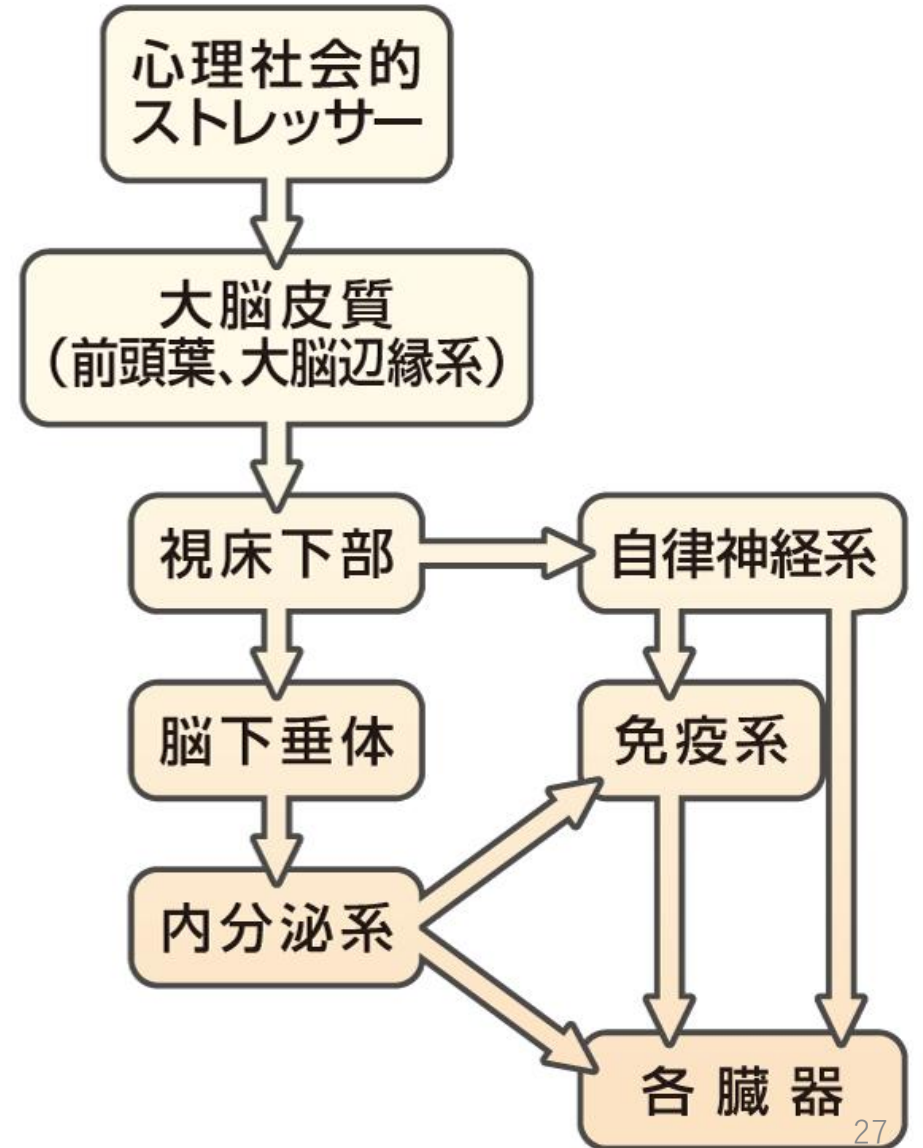 心理社会的
ストレッサー
大脳皮質
（前頭葉、大脳辺縁系）
視床下部
自律神経系
脳下垂体
免疫系
内分泌系
各臓器
27